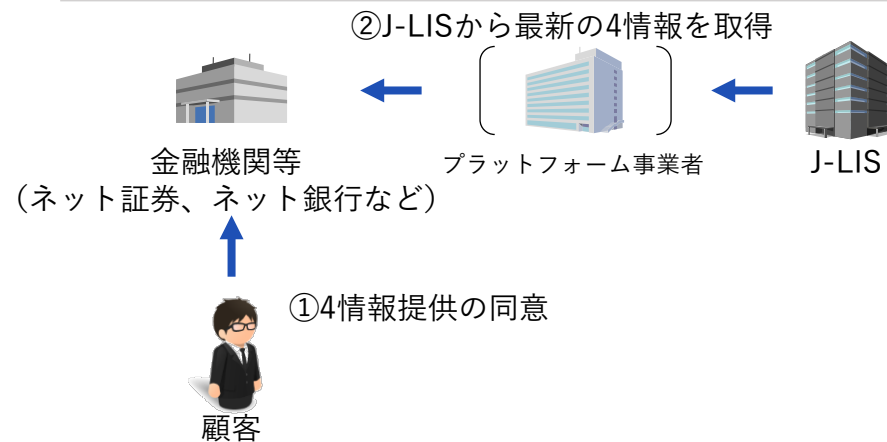 ②J-LISから最新の4情報を取得
金融機関等
(ネット証券、ネット銀行など)
プラットフォーム事業者
J-LIS
①4情報提供の同意
顧客